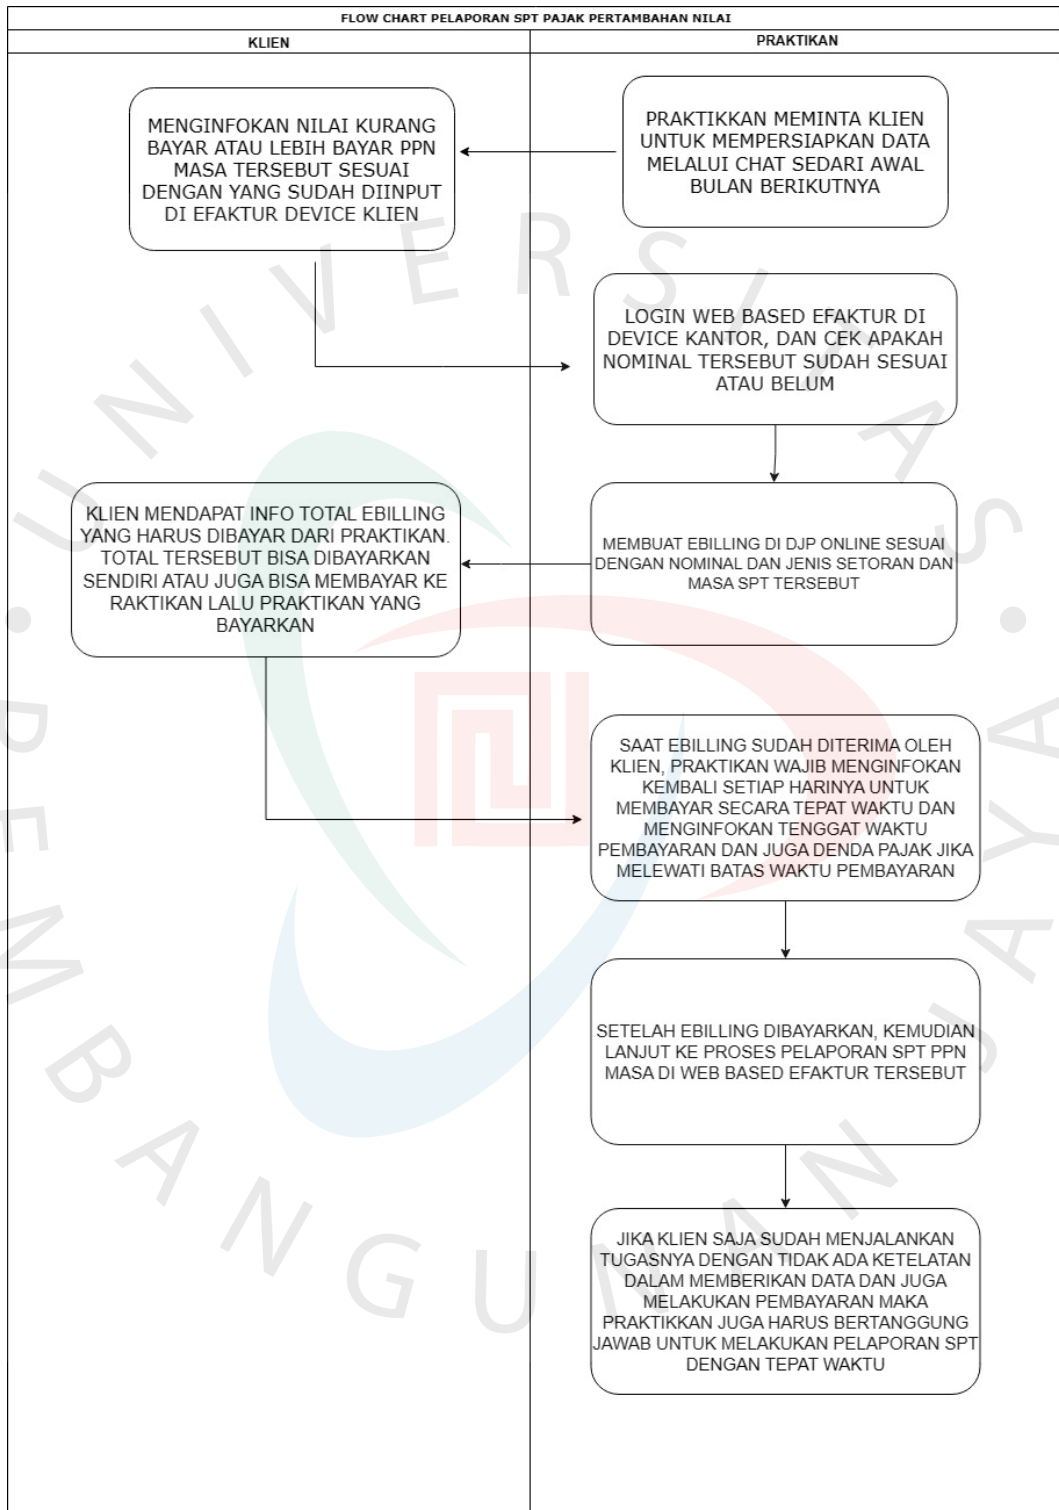 FLOW CHART PELAPORAN SPT PAJAK PERTAMBAHAN NILAI
KLIEN
PRAKTIKAN
PRAKTIKKAN MEMINTA KLIEN
UNTUK MEMPERSIAPKAN DATA
MELALUI CHAT SEDARI AWAL
BULAN BERIKUTNYA
MENGINFOKAN NILAI KURANG
BAYAR ATAU LEBIH BAYAR PPN
MASA TERSEBUT SESUAI
DENGAN YANG SUDAH DIINPUT
DI EFAKTUR DEVICE KLIEN
LOGIN WEB BASED EFAKTUR DI
DEVICE KANTOR, DAN CEK APAKAH
NOMINAL TERSEBUT SUDAH SESUAI
ATAU BELUM
MEMBUAT EBILLING DI DJP ONLINE SESUAI
DENGAN NOMINAL DAN JENIS SETORAN DAN
MASA SPT TERSEBUT
KLIEN MENDAPAT INFO TOTAL EBILLING
YANG HARUS DIBAYAR DARI PRAKTIKAN.
TOTAL TERSEBUT BISA DIBAYARKAN
SENDIRI ATAU JUGA BISA MEMBAYAR KE
RAKTIKAN LALU PRAKTIKAN YANG
BAYARKAN
SAAT EBILLING SUDAH DITERIMA OLEH
KLIEN, PRAKTIKAN WAJIB MENGINFOKAN
KEMBALI SETIAP HARINYA UNTUK
MEMBAYAR SECARA TEPAT WAKTU DAN
MENGINFOKAN TENGGAT WAKTU
PEMBAYARAN DAN JUGA DENDA PAJAK JIKA
MELEWATI BATAS WAKTU PEMBAYARAN
SETELAH EBILLING DIBAYARKAN, KEMUDIAN
LANJUT KE PROSES PELAPORAN SPT PPN
MASA DI WEB BASED EFAKTUR TERSEBUT
JIKA KLIEN SAJA SUDAH MENJALANKAN
TUGASNYA DENGAN TIDAK ADA KETELATAN
DALAM MEMBERIKAN DATA DAN JUGA
MELAKUKAN PEMBAYARAN MAKA
PRAKTIKKAN JUGA HARUS BERTANGGUNG
JAWAB UNTUK MELAKUKAN PELAPORAN SPT
DENGAN TEPAT WAKTU
UNIVERSITAS
PEMBANGUNAN JAYA